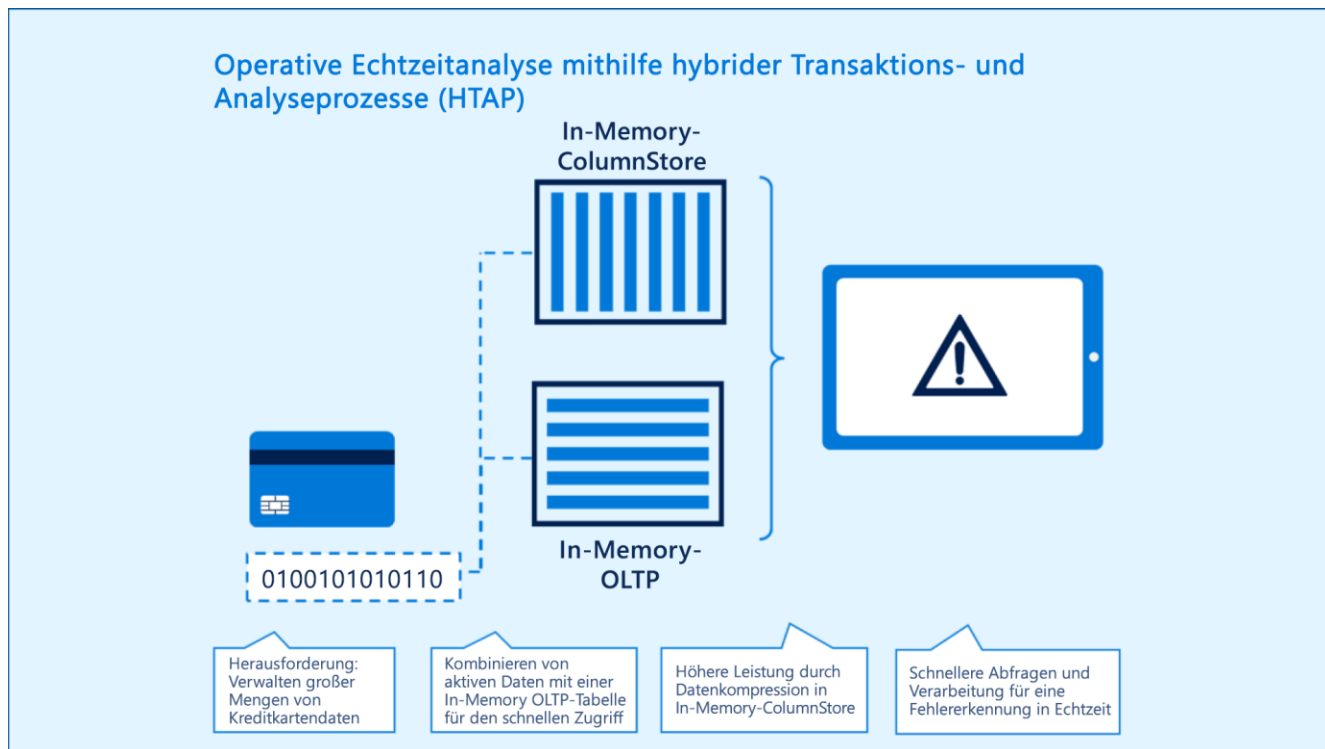 Operative Echtzeitanalyse mithilfe hybrider Transaktions- und
Analyseprozesse (HTAP)
In-Memory-
ColumnStore
0100101010110
In-Memory-
OLTP
Herausforderung:
Verwalten großer
Mengen von
Kreditkartendaten
Kombinieren von
aktiven Daten mit einer
In-Memory OLTP-Tabelle
für den schnellen Zugriff
Höhere Leistung durch
Datenkompression in
In-Memory-ColumnStore
Schnellere Abfragen und
Verarbeitung für eine
Fehlererkennung in Echtzeit